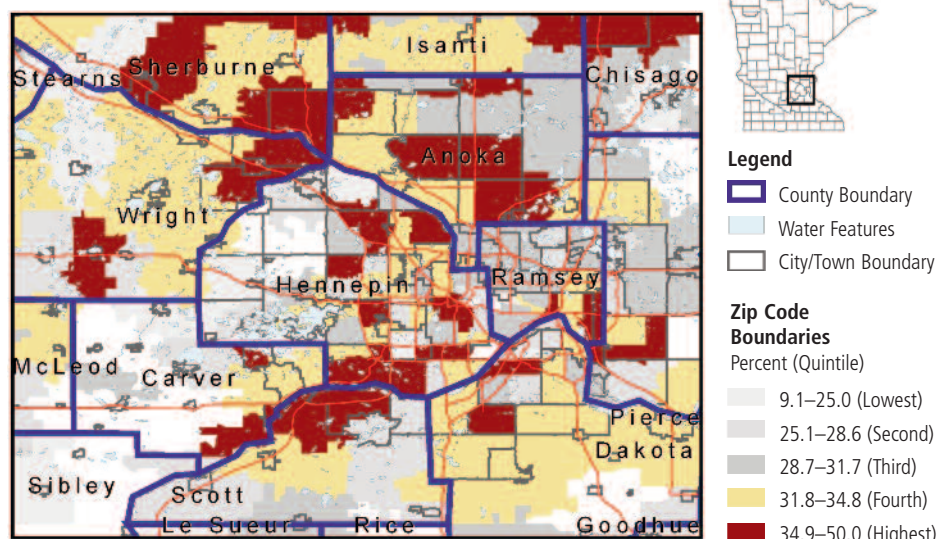 Isanti
Stearns
Sherburne
Chisago
Anoka
Wright
Hennepin
Ramsey
McLeod
Carver
Pierce
Dakota
Sibley
Scott
Le Sueur
Rice
Goodhue
Legend
County Boundary
Water Features
City/Town Boundary
Zip Code
Boundaries
Percent (Quintile)
9.1–25.0 (Lowest)
25.1–28.6 (Second)
28.7–31.7 (Third)
31.8–34.8 (Fourth)
34.9–50.0 (Highest)